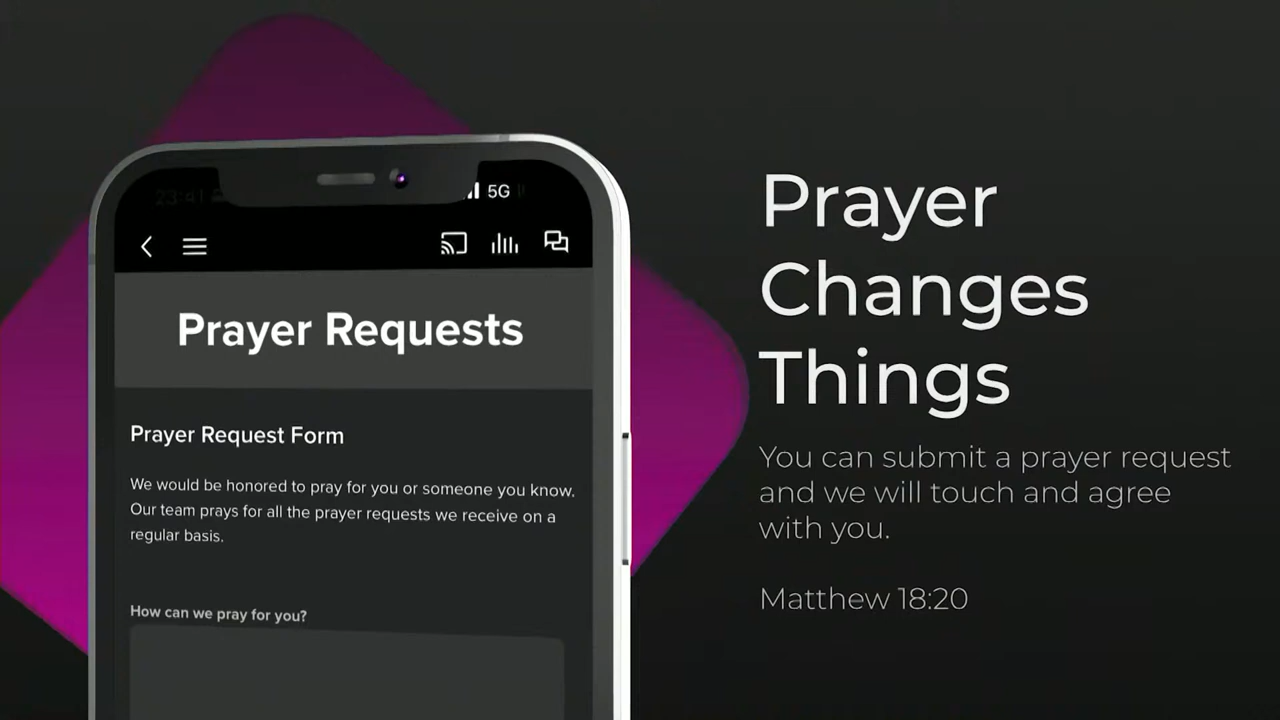 23:41
5G
Prayer Requests
Prayer Request Form
We would be honored to pray for you or someone you know.
Our team prays for all the prayer requests we receive on a
regular basis.
How can we pray for you?
Prayer
Changes
Things
You can submit a prayer request
and we will touch and agree
with you.
Matthew 18:20